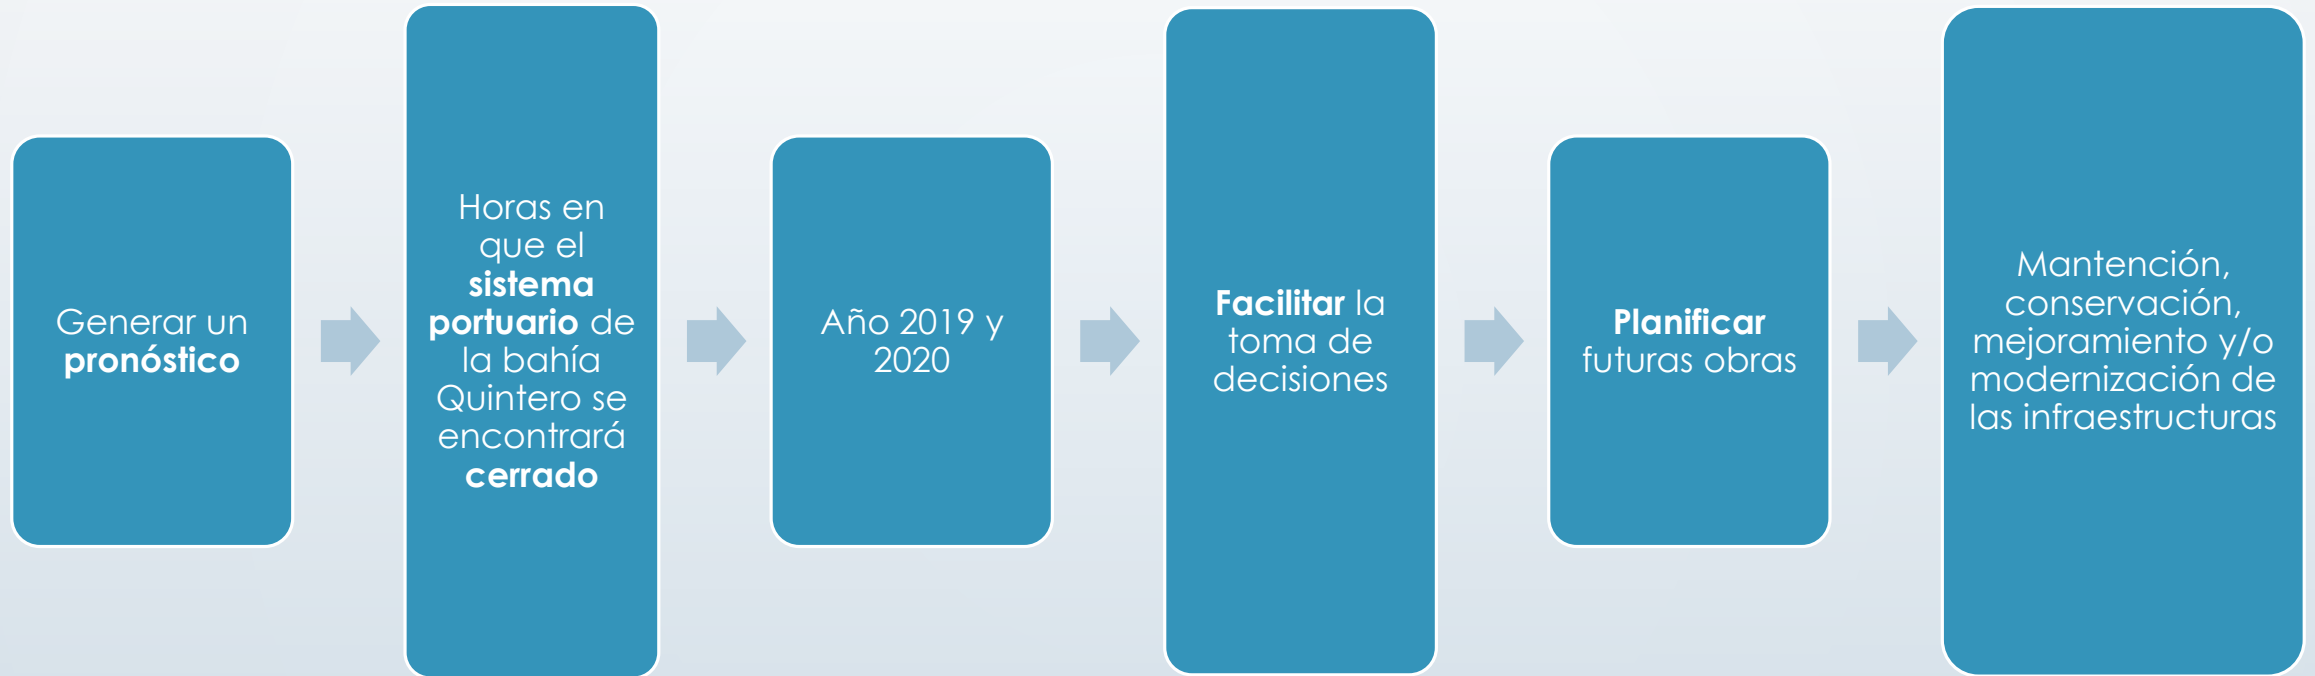 Generar un
pronóstico
Horas en
que el
sistema
portuario de
la bahía
Quintero se
encontrará
cerrado
Año 2019 y
2020
Facilitar la
toma de
decisiones
Planificar
futuras obras
Mantención,
conservación,
mejoramiento y/o
modernización de
las infraestructuras